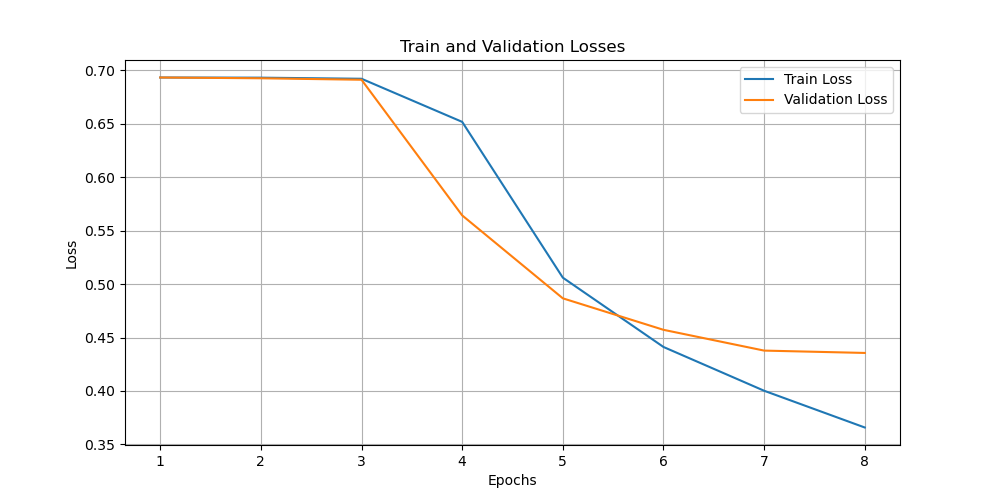 Train and Validation Losses
Train Loss
Validation Loss
0.70
0.65
0.60
0.55
0.50
0.45
0.40
0.35
Loss
1 2 3 4 5 6 7 8
Epochs